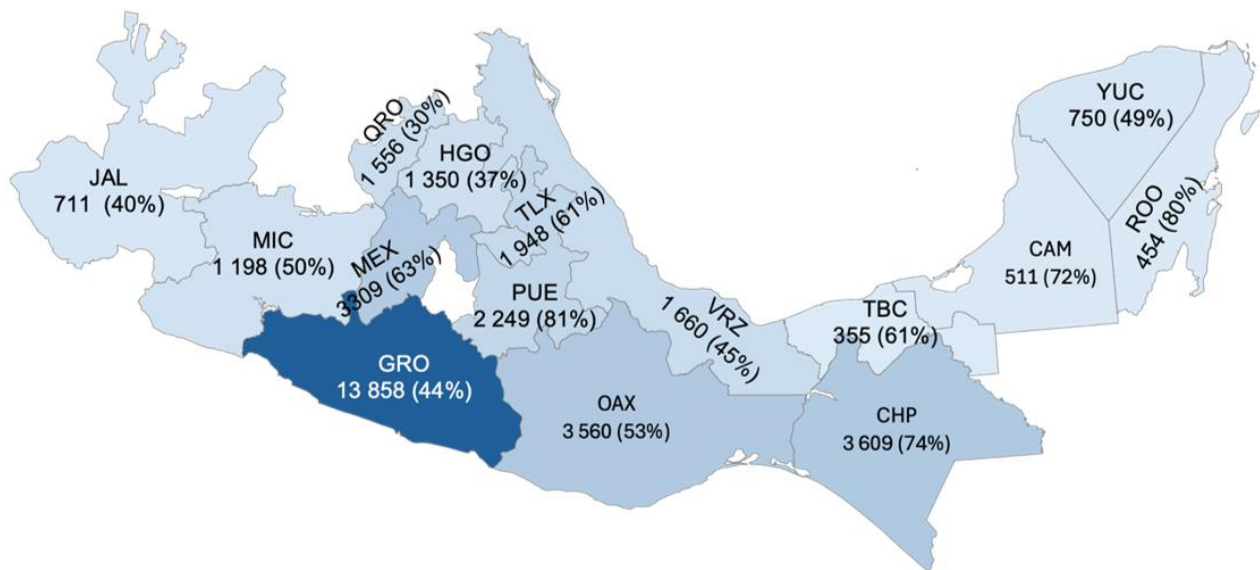 JAL
711 (40%)
MIC
1 198 (50%)
QRO
1 556 (30%)
HGO
1 350 (37%)
TLX
1 948 (61%)
MEX
3309 (63%)
PUE
2 249 (81%)
GRO
13 858 (44%)
OAX
3 560 (53%)
VRZ
1 660 (45%)
TBC
355 (61%)
CHP
3 609 (74%)
CAM
511 (72%)
YUC
750 (49%)
ROO
454 (80%)